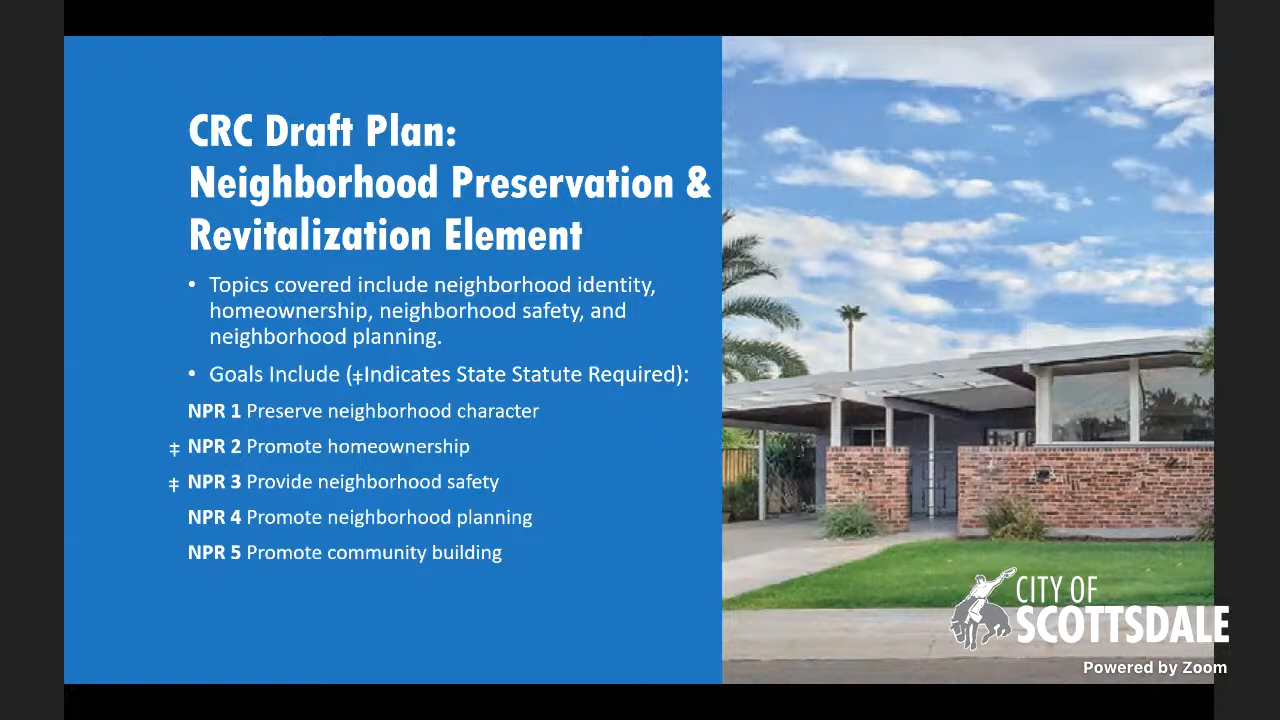 CRC Draft Plan:
Neighborhood Preservation &
Revitalization Element
• Topics covered include neighborhood identity,
homeownership, neighborhood safety, and
neighborhood planning.
• Goals Include (‡Indicates State Statute Required):
NPR 1 Preserve neighborhood character
‡ NPR 2 Promote homeownership
‡ NPR 3 Provide neighborhood safety
NPR 4 Promote neighborhood planning
NPR 5 Promote community building
CITY OF
SCOTTSDALE
Powered by Zoom